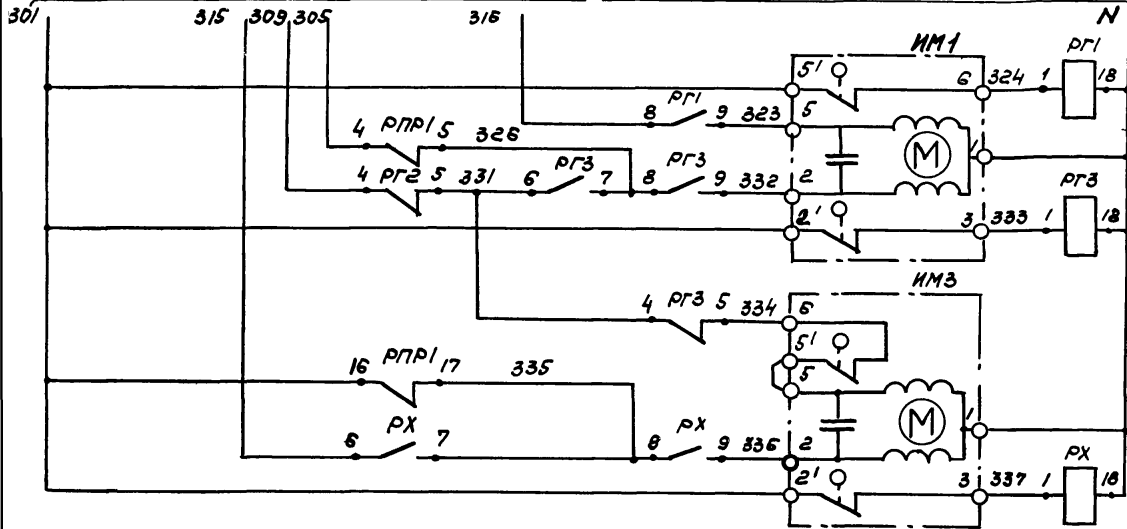 301 315 309 305 316 N
ИМ1 РГ1
5' 6 324 1 18
5
8 РГ1 9 323
4 РПР1 5 326
М 1
4 РГ2 5 331 6 РГ3 7 8 РГ3 9 332 2
РГ3
2' 3 333 1 18
ИМ3
4 РГ3 5 334 6
5'
16 РПР1 17 335 5
М 1
6 РХ 7 8 РХ 9 336 2
РХ
2' 3 337 1 18